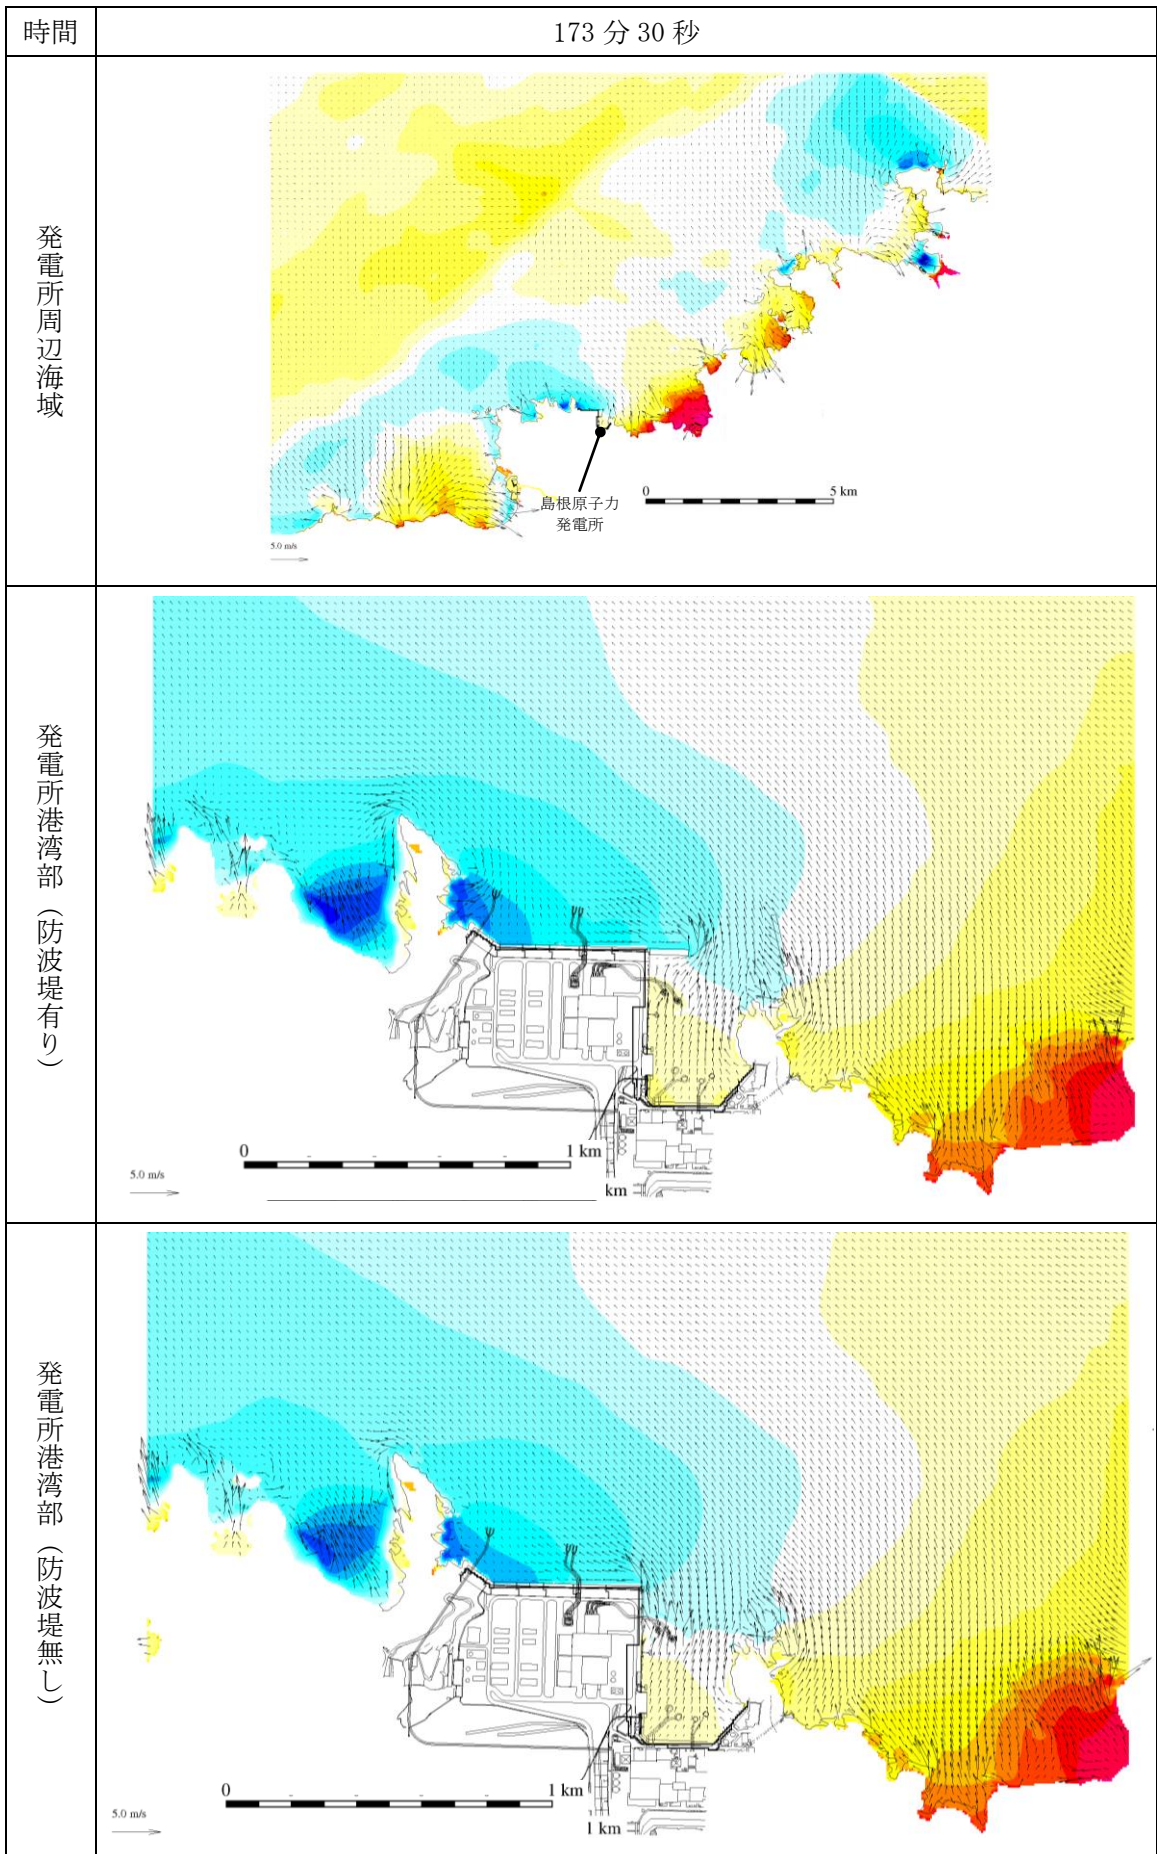 時間
173 分 30 秒
発電所周辺海域
島根原子力
発電所
0 5 km
5.0 m/s
発電所港湾部（防波堤有り）
0 1 km
5.0 m/s
km
発電所港湾部（防波堤無し）
0 1 km
5.0 m/s
1 km